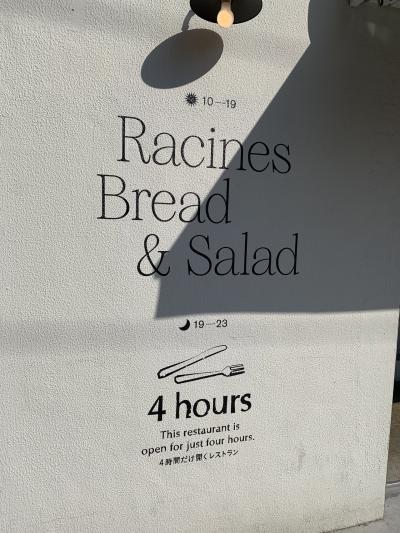 10—19
Racines
Bread
& Salad
19—23
4 hours
This restaurant is
open for just four hours.
4時間だけ開くレストラン